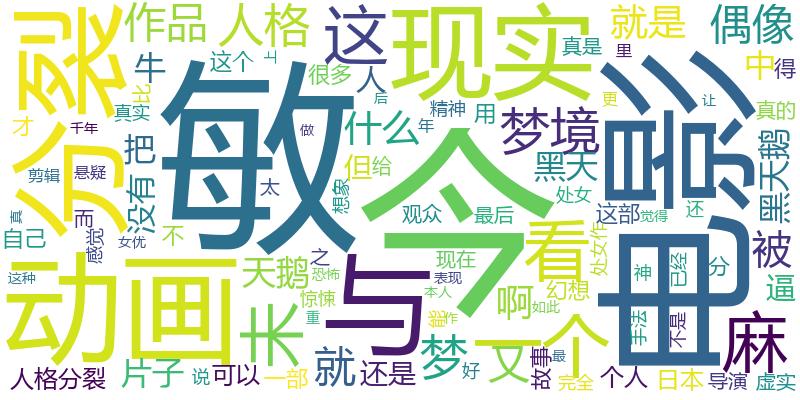 分裂
作品
人格
这
现实
就是
偶像
这个
上
真是
里
中
得
牛
很多
人
后
电影
比
真实
精神
用
更
让
才
千年
没有
把
敏
做
什么
今
梦境
黑天
黑天鹅
真的
剪辑
悬疑
太
但
给
想象
处女
真
而
观众
最后
这部
觉得
还
自己
感觉
女优
不
看
处女作
被
动画
天鹅
之
与
现在
神
已经
分
逼
这种
恐怖
表现
幻想
惊悚
本人
啊
如此
重
能
作
手法
不是
未
一个
麻
就
梦
又
故事
最
人格分裂
片子
说
可以
一部
还是
好
完全
个人
日本
导演
虚实